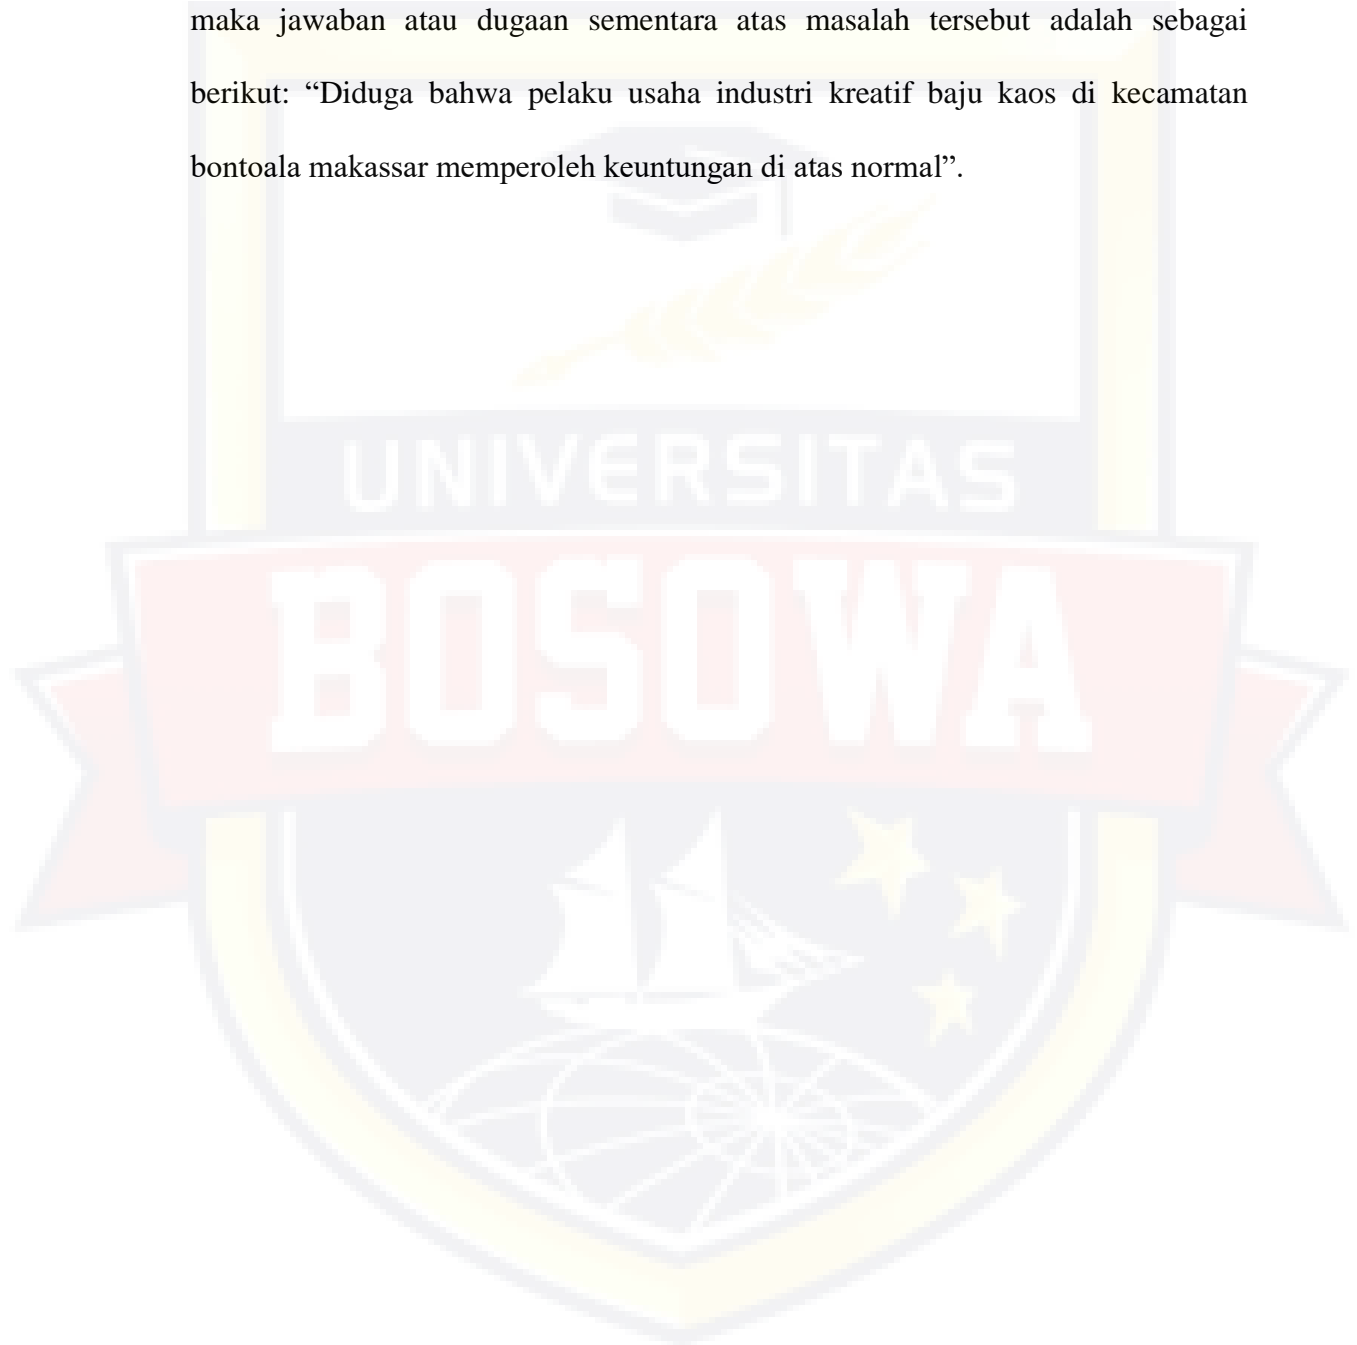 maka jawaban atau dugaan sementara atas masalah tersebut adalah sebagai
berikut: “Diduga bahwa pelaku usaha industri kreatif baju kaos di kecamatan
bontoala makassar memperoleh keuntungan di atas normal”.
UNIVERSITAS
BOSOWA